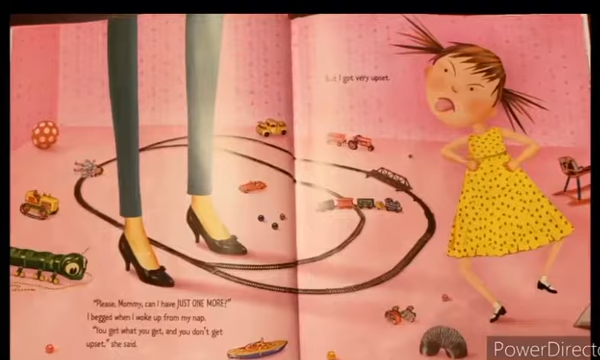 "Please, Mommy, can I have JUST ONE MORE?"
I begged when I woke up from my nap.
"You get what you get, and you don't get
upset," she said.
But I got very upset.
PowerDirecto